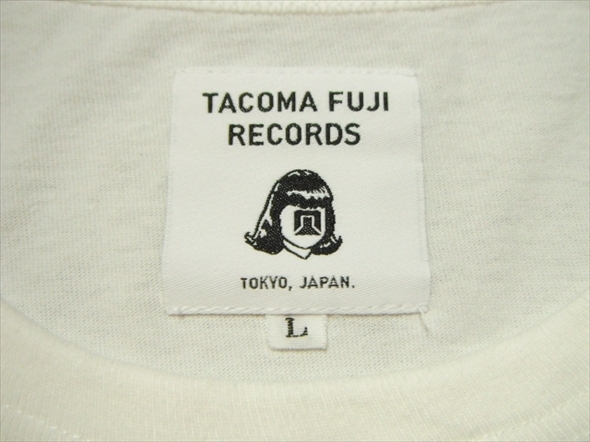 TACOMA FUJI
RECORDS
TOKYO, JAPAN.
L